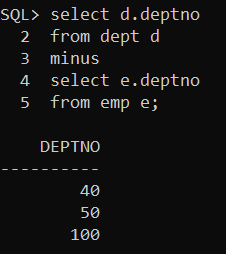 SQL> select d.deptno
2 from dept d
3 minus
4 select e.deptno
5 from emp e;
DEPTNO
----------
40
50
100